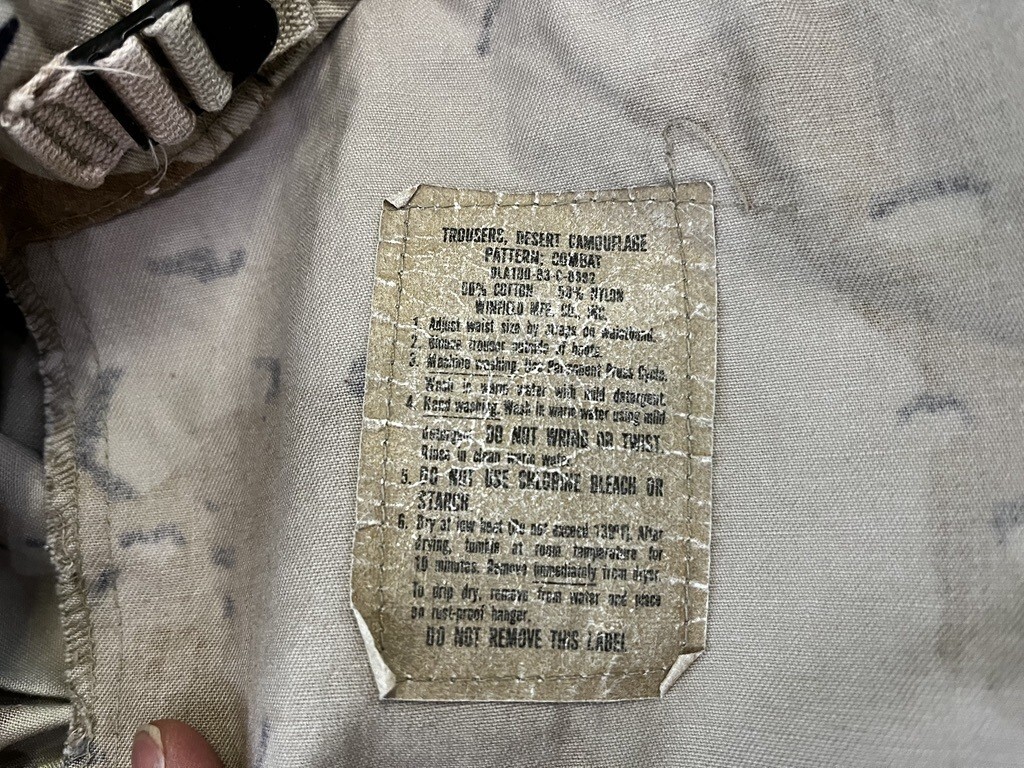 TROUSERS, DESERT CAMOUFLAGE
PATTERN: COMBAT
50% COTTON 50% NYLON
WINFIELD MFG. CO., INC.
1. Adjust waist size by straps on waistband.
2. Blouse trouser outside of boots.
3. Machine washing. Use Permanent Press Cycle.
Wash in warm water with mild detergent.
4. Hand washing. Wash in warm water using mild
detergent. DO NOT WRING OR TWIST.
Rinse in clean warm water.
5. DO NOT USE CHLORINE BLEACH OR
STARCH
6. Dry at low heat (Do not exceed 130°F). After
drying, tumble at room temperature for
10 minutes. Remove immediately from dryer.
To drip dry, remove from water and place
on rust-proof hanger.
DO NOT REMOVE THIS LABEL